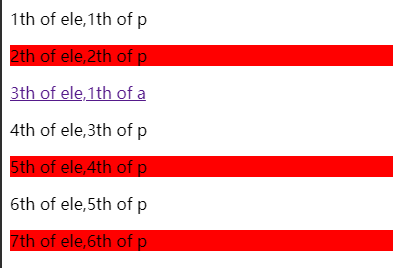 1th of ele,1th of p
2th of ele,2th of p
3th of ele,1th of a
4th of ele,3th of p
5th of ele,4th of p
6th of ele,5th of p
7th of ele,6th of p